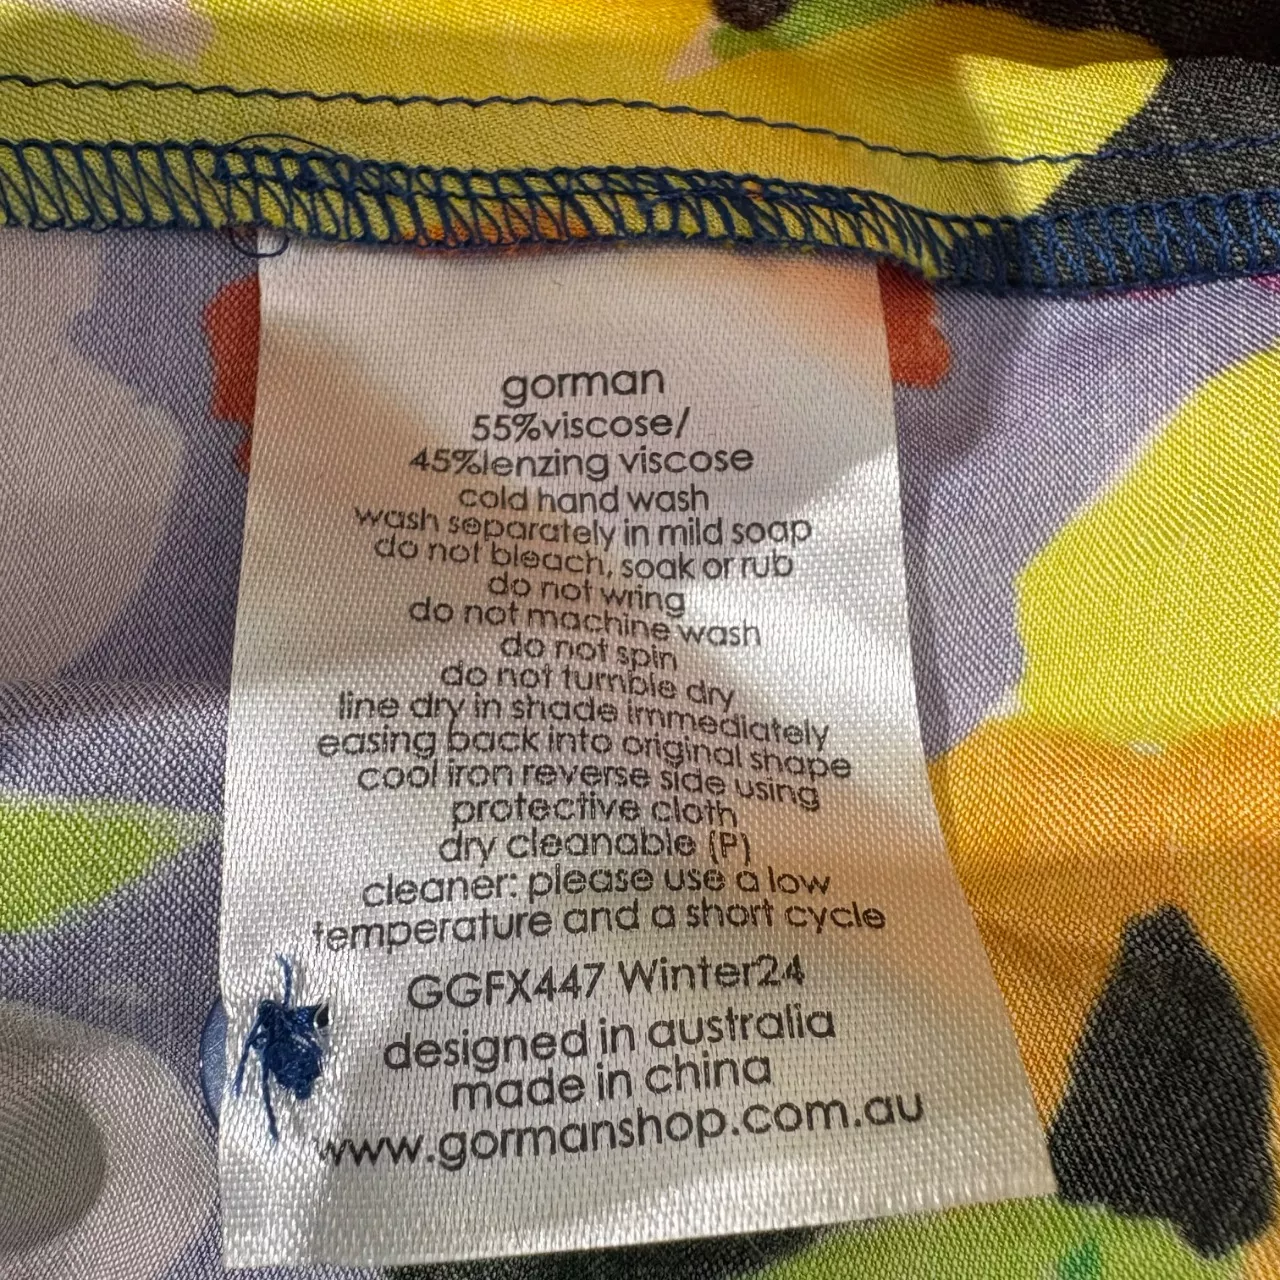 gorman
55%viscose/
45%lenzing viscose
cold hand wash
wash separately in mild soap
do not bleach, soak or rub
do not wring
do not machine wash
do not spin
do not tumble dry
line dry in shade immediately
easing back into original shape
cool iron reverse side using
protective cloth
dry cleanable (P)
cleaner: please use a low
temperature and a short cycle
GGFX447 Winter24
designed in australia
made in china
www.gormanshop.com.au